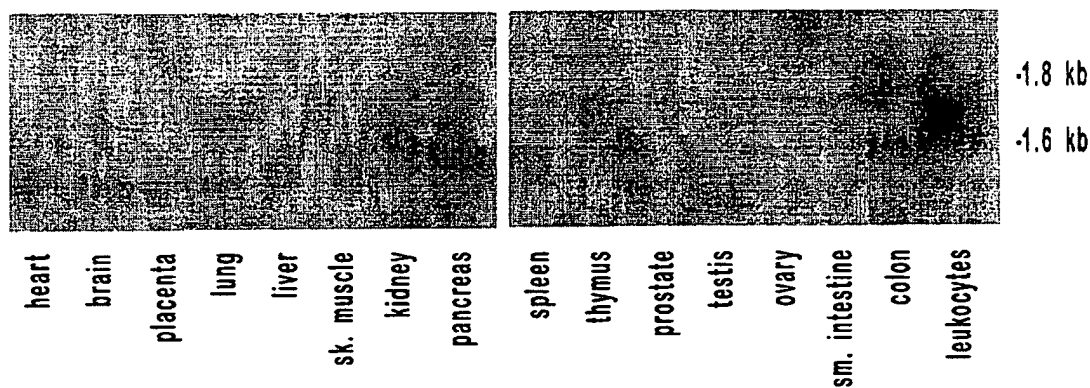 -1.8 kb
-1.6 kb
heart
brain
placenta
lung
liver
sk. muscle
kidney
pancreas
spleen
thymus
prostate
testis
ovary
sm. intestine
colon
leukocytes